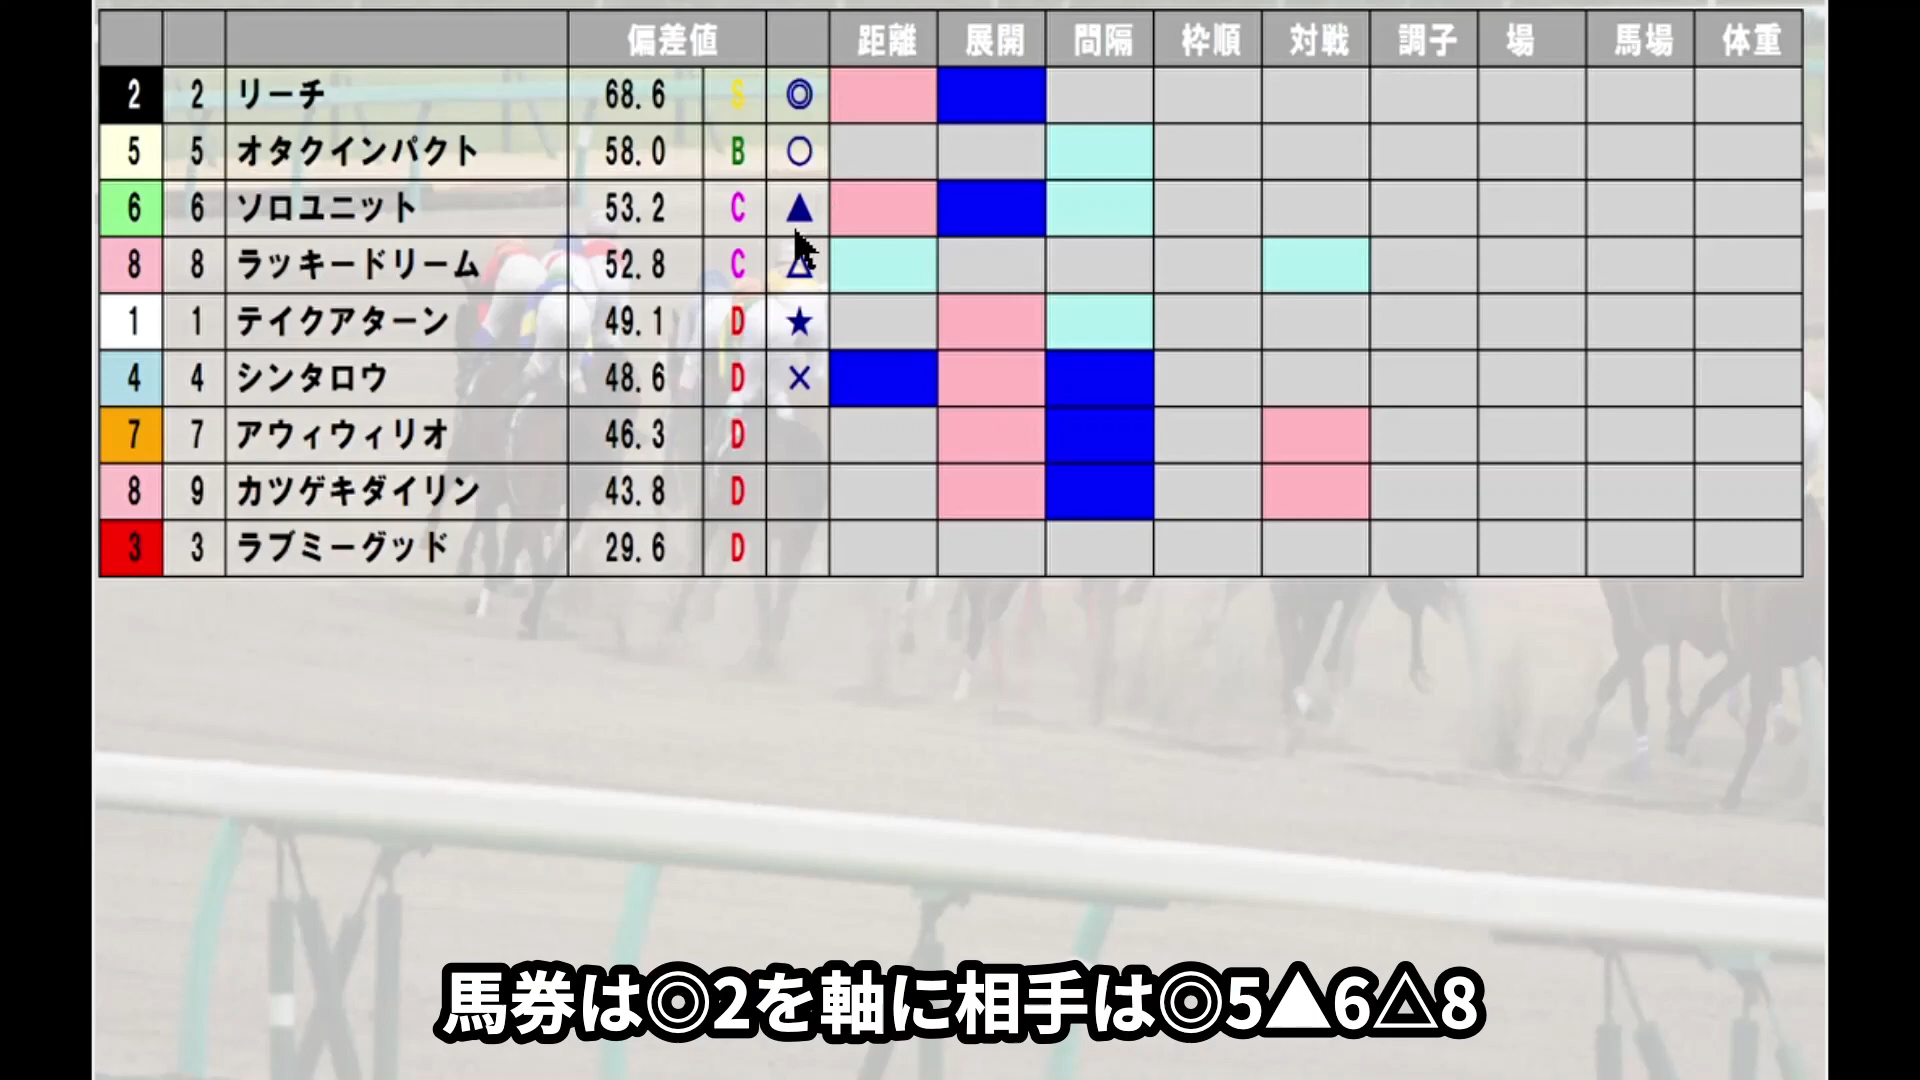 偏差値 距離 展開 間隔 枠順 対戦 調子 場 馬場 体重
2 2 リーチ 68.6 S ◎
5 5 オタクインパクト 58.0 B ○
6 6 ソロユニット 53.2 C ▲
8 8 ラッキードリーム 52.8 C △
1 1 テイクアターン 49.1 D ★
4 4 シンタロウ 48.6 D ×
7 7 アウィウィリオ 46.3 D
8 9 カツゲキダイリン 43.8 D
3 3 ラブミーグッド 29.6 D
馬券は◎2を軸に相手は◎5▲6△8